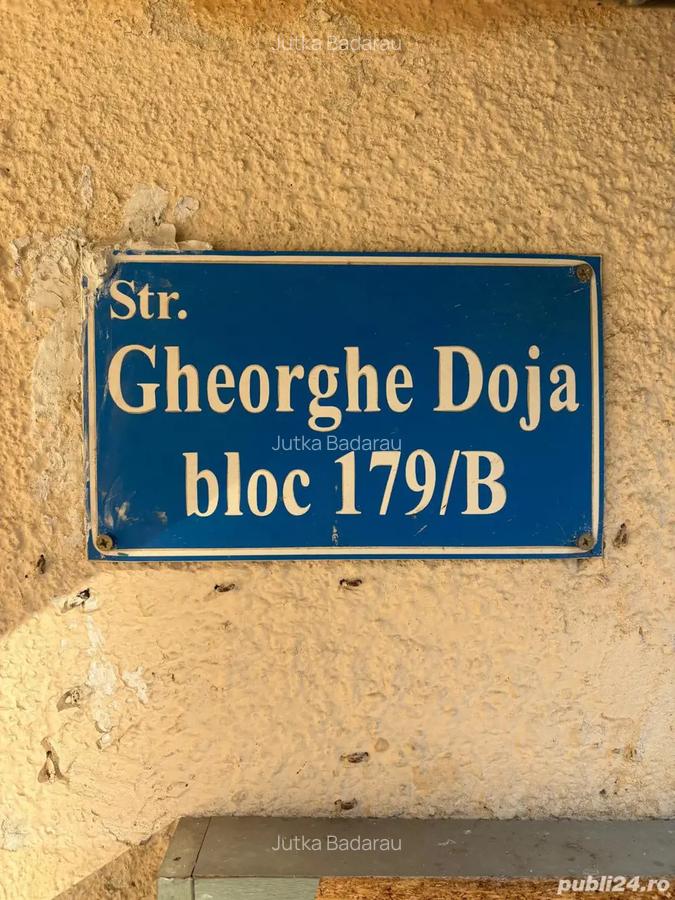 Jutka Badarau
Str.
Gheorghe Doja
Jutka Badarau
bloc 179/B
Jutka Badarau
publi24.ro